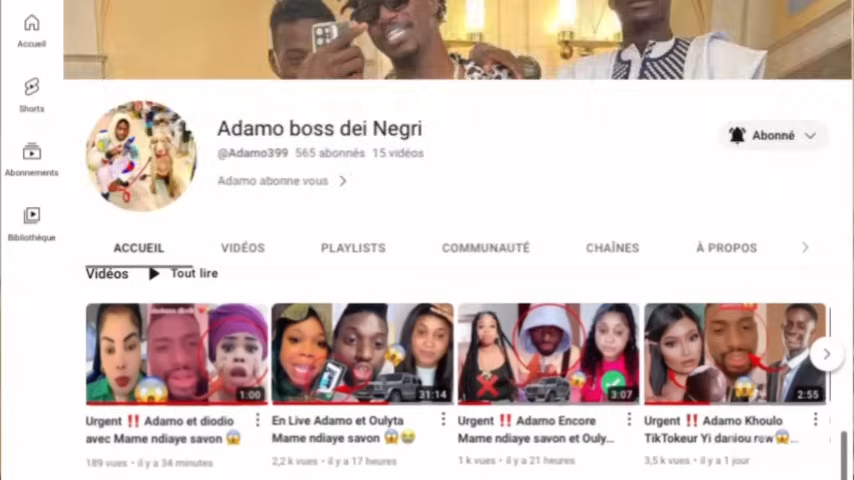 Accueil
Shorts
Abonnements
Bibliothèque
Adamo boss dei Negri
@Adamo399 565 abonnés 15 vidéos
Adamo abonne vous
Abonné
ACCUEIL VIDÉOS PLAYLISTS COMMUNAUTÉ CHAÎNES À PROPOS
Vidéos Tout lire
1:00
31:14
3:07
2:55
Urgent ‼️ Adamo et diodio
avec Mame ndiaye savon 😱
189 vues • il y a 34 minutes
En Live Adamo et Oulyta
Mame ndiaye savon 😱😭
2,2 k vues • il y a 17 heures
Urgent ‼️ Adamo Encore
Mame ndiaye savon et Ouly...
1 k vues • il y a 21 heures
Urgent ‼️ Adamo Khoulo
TikTokeur Yi daniou rew😱...
3,5 k vues • il y a 1 jour